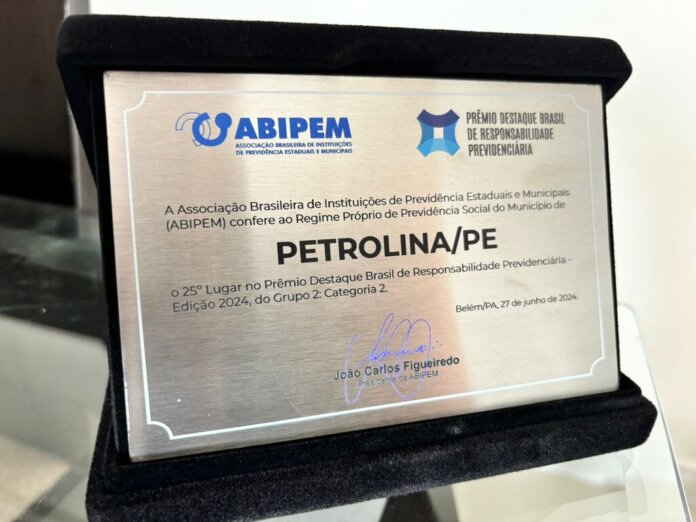 ABIPEM
ASSOCIAÇÃO BRASILEIRA DE INSTITUIÇÕES
DE PREVIDÊNCIA ESTADUAIS E MUNICIPAIS
PRÊMIO DESTAQUE BRASIL
DE RESPONSABILIDADE
PREVIDENCIÁRIA
A Associação Brasileira de Instituições de Previdência Estaduais e Municipais
(ABIPEM) confere ao Regime Próprio de Previdência Social do Município de
PETROLINA/PE
o 25º Lugar no Prêmio Destaque Brasil de Responsabilidade Previdenciária -
Edição 2024, do Grupo 2: Categoria 2.
Belém/PA, 27 de junho de 2024.
João Carlos Figueiredo
Presidente da ABIPEM